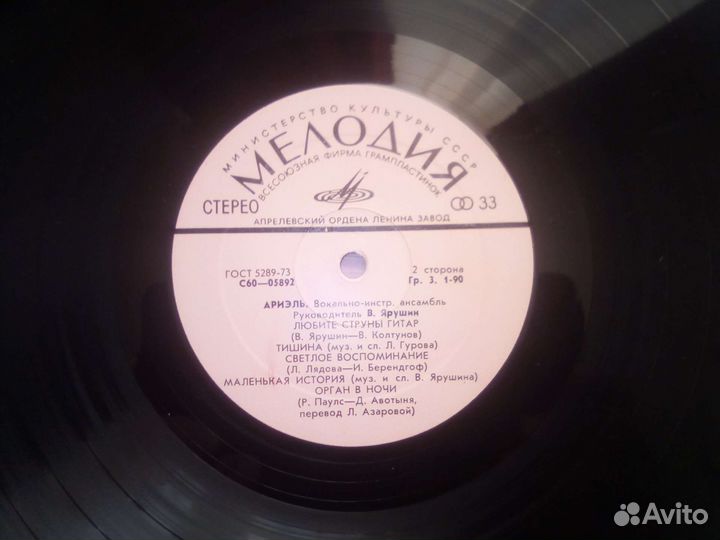 МИНИСТЕРСТВО КУЛЬТУРЫ СССР
МЕЛОДИЯ
ВСЕСОЮЗНАЯ ФИРМА ГРАМПЛАСТИНОК
СТЕРЕО 33
АПРЕЛЕВСКИЙ ОРДЕНА ЛЕНИНА ЗАВОД
ГОСТ 5289-73 2 сторона
С60—05892 Гр. 3. 1-90
АРИЭЛЬ. Вокально-инстр. ансамбль
Руководитель В. Ярушин
ЛЮБИТЕ СТРУНЫ ГИТАР
(В. Ярушин—В. Колтунов)
ТИШИНА (муз. и сл. Л. Гурова)
СВЕТЛОЕ ВОСПОМИНАНИЕ
(Л. Лядова—И. Берендгоф)
МАЛЕНЬКАЯ ИСТОРИЯ (муз. и сл. В. Ярушина)
ОРГАН В НОЧИ
(Р. Паулс—Д. Авотыня,
перевод Л. Азаровой)
Avito